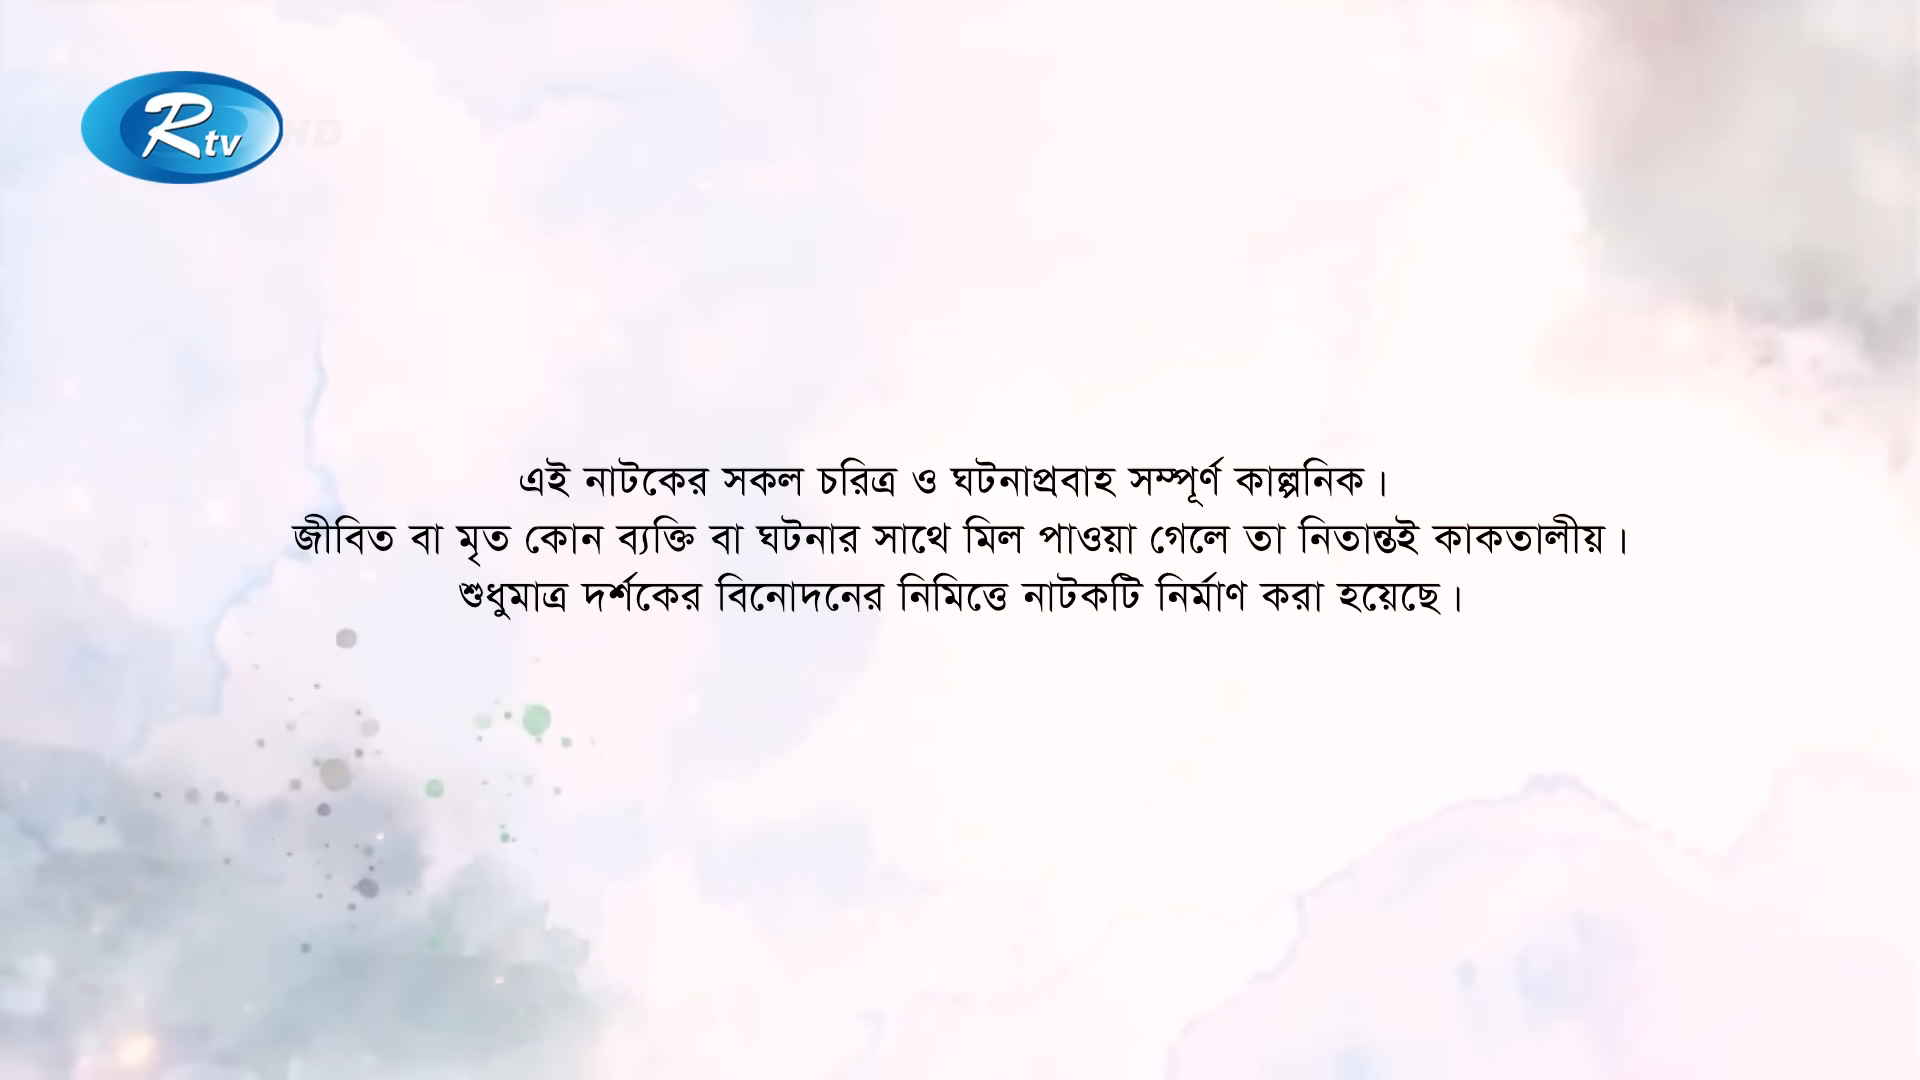 Rtv HD
এই নাটকের সকল চরিত্র ও ঘটনাপ্রবাহ সম্পূর্ণ কাল্পনিক।
জীবিত বা মৃত কোন ব্যক্তি বা ঘটনার সাথে মিল পাওয়া গেলে তা নিতান্তই কাকতালীয়।
শুধুমাত্র দর্শকের বিনোদনের নিমিত্তে নাটকটি নির্মাণ করা হয়েছে।